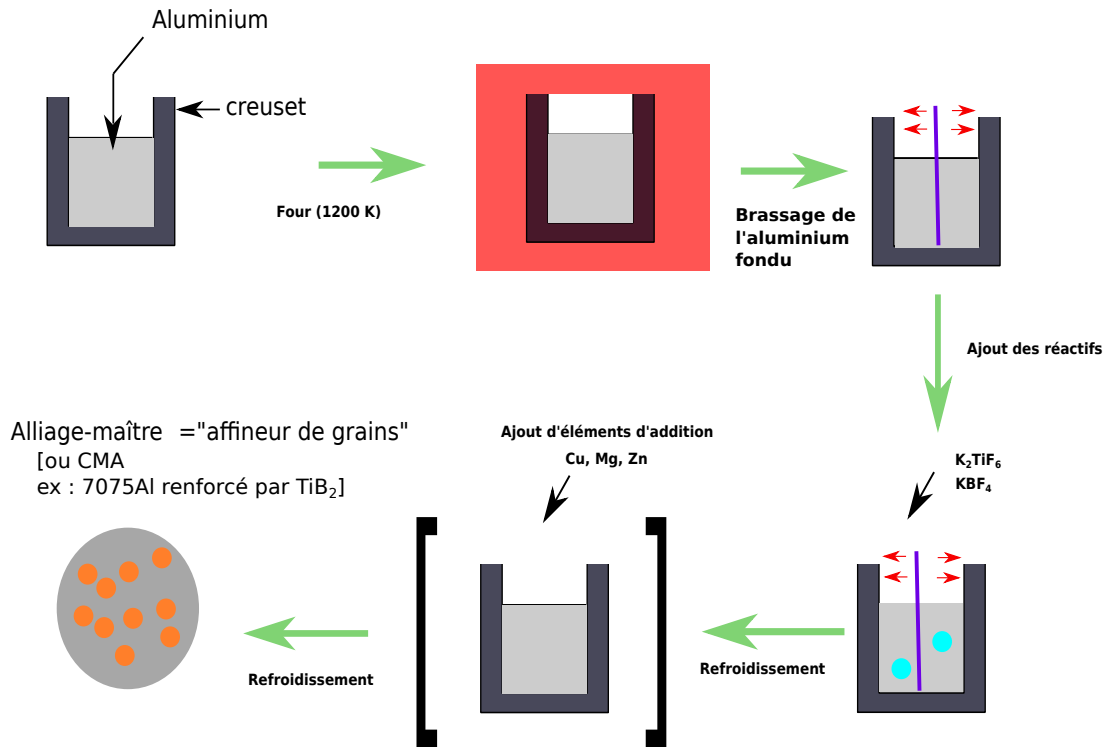 Aluminium
creuset
Four (1200 K)
Brassage de
l'aluminium
fondu
Ajout des réactifs
K₂TiF₆
KBF₄
Refroidissement
Ajout d'éléments d'addition
Cu, Mg, Zn
Refroidissement
Alliage-maître ="affineur de grains"
[ou CMA
ex : 7075Al renforcé par TiB₂]